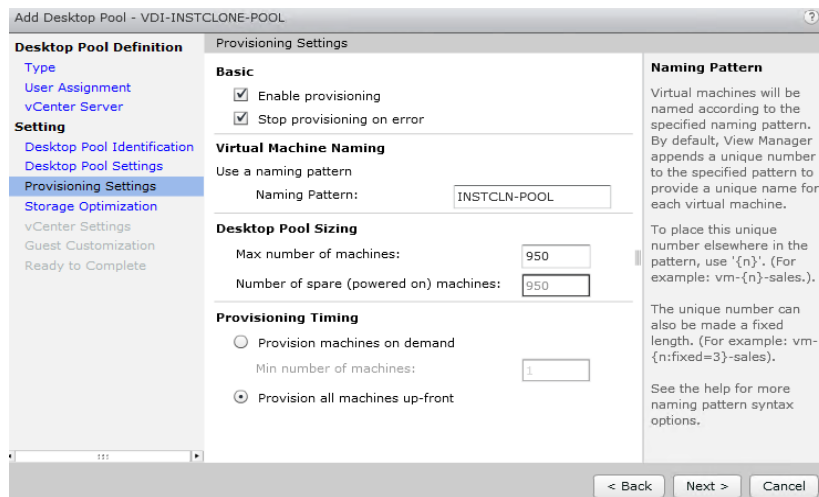 Add Desktop Pool - VDI-INSTCLONE-POOL
?
Desktop Pool Definition
Type
User Assignment
vCenter Server
Setting
Desktop Pool Identification
Desktop Pool Settings
Provisioning Settings
Storage Optimization
vCenter Settings
Guest Customization
Ready to Complete
Provisioning Settings
Basic
Enable provisioning
Stop provisioning on error
Virtual Machine Naming
Use a naming pattern
Naming Pattern: INSTCLN-POOL
Desktop Pool Sizing
Max number of machines: 950
Number of spare (powered on) machines: 950
Provisioning Timing
Provision machines on demand
Min number of machines: 1
Provision all machines up-front
Naming Pattern
Virtual machines will be
named according to the
specified naming pattern.
By default, View Manager
appends a unique number
to the specified pattern to
provide a unique name for
each virtual machine.
To place this unique
number elsewhere in the
pattern, use '{n}'. (For
example: vm-{n}-sales.).
The unique number can
also be made a fixed
length. (For example: vm-
{n:fixed=3}-sales).
See the help for more
naming pattern syntax
options.
< Back
Next >
Cancel